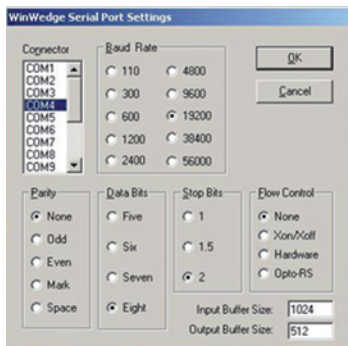 WinWedge Serial Port Settings
Connector
COM1
COM2
COM3
COM4
COM5
COM6
COM7
COM8
COM9
Baud Rate
110
300
600
1200
2400
4800
9600
19200
38400
56000
OK
Cancel
Parity
None
Odd
Even
Mark
Space
Data Bits
Five
Six
Seven
Eight
Stop Bits
1
1.5
2
Flow Control
None
Xon/Xoff
Hardware
Opto-RS
Input Buffer Size: 1024
Output Buffer Size: 512